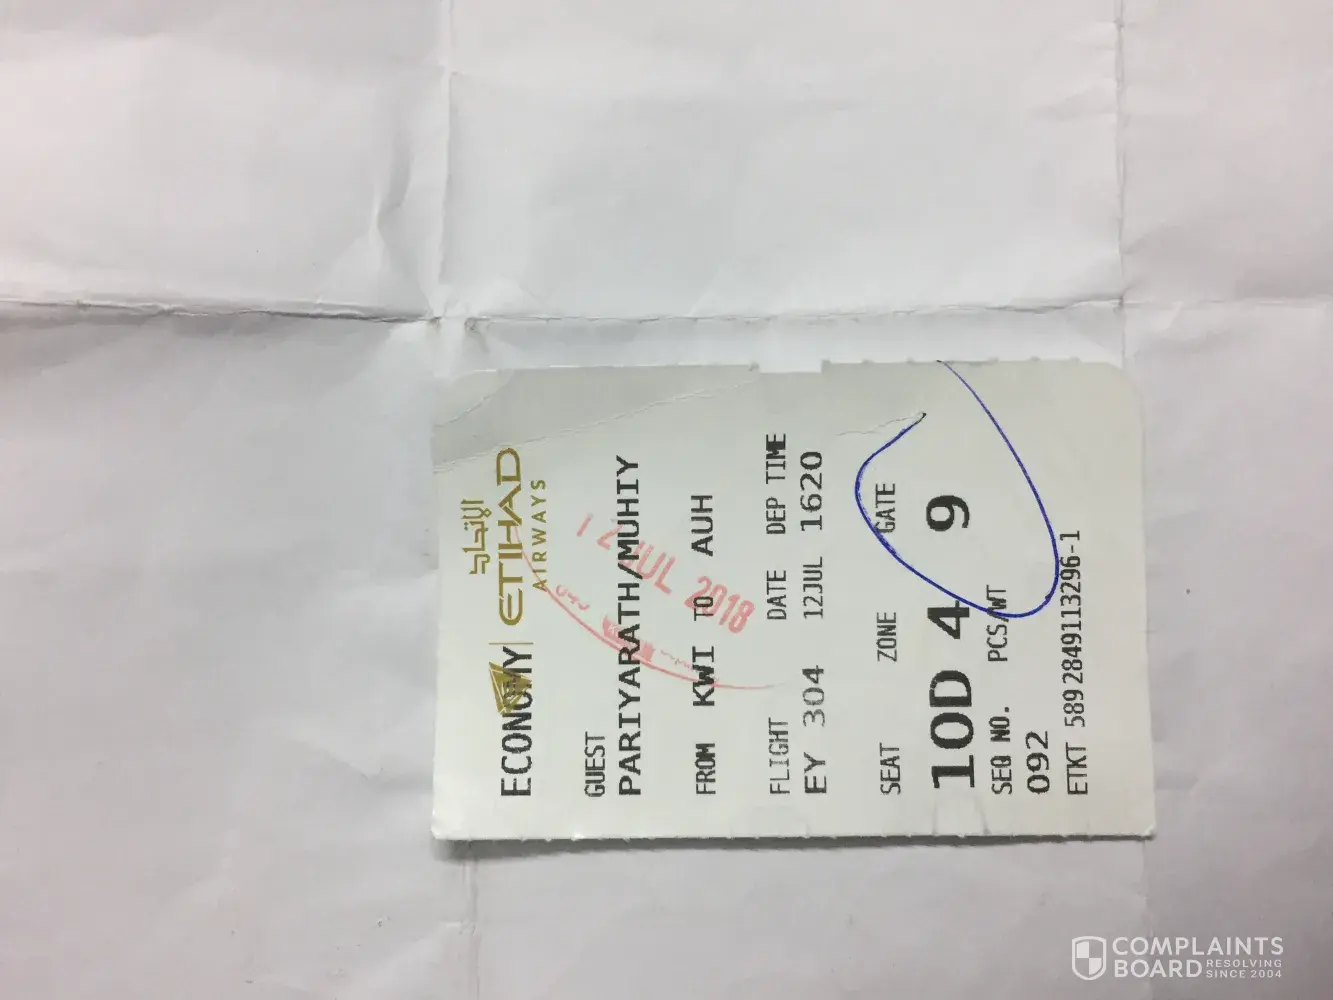 الإتحاد
ECONOMY ETIHAD
AIRWAYS
GUEST
PARIYARATH/MUHIY
12 JUL 2018
FROM KWI TO AUH
FLIGHT DATE DEP TIME
EY 304 12JUL 1620
SEAT ZONE GATE
10D 4 9
SEQ NO. PCS/WT
092
ETKT 589 2849113296-1
COMPLAINTS
BOARD RESOLVING
SINCE 2004